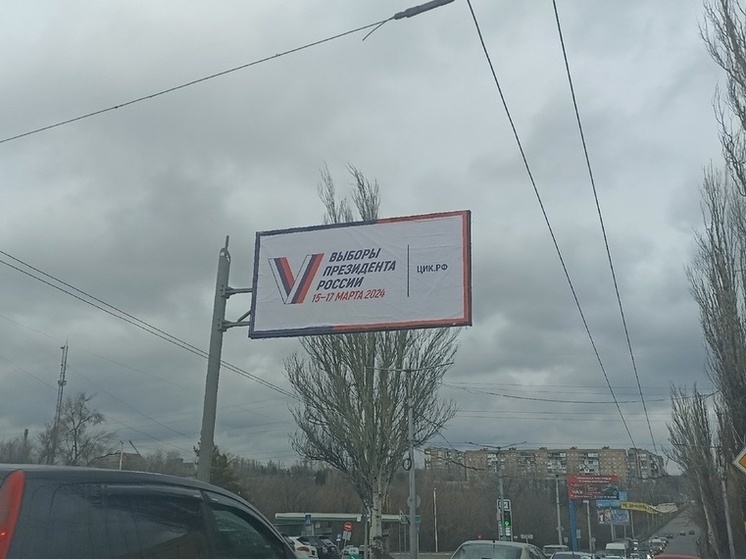 ВЫБОРЫ
ПРЕЗИДЕНТА
РОССИИ
15–17 МАРТА 2024
ЦИК.РФ